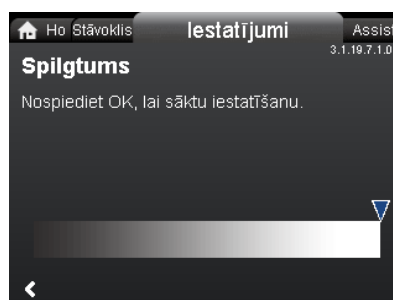 Ho Stāvoklis Iestatījumi Assist
3.1.19.7.1.0
Spilgtums
Nospiediet OK, lai sāktu iestatīšanu.